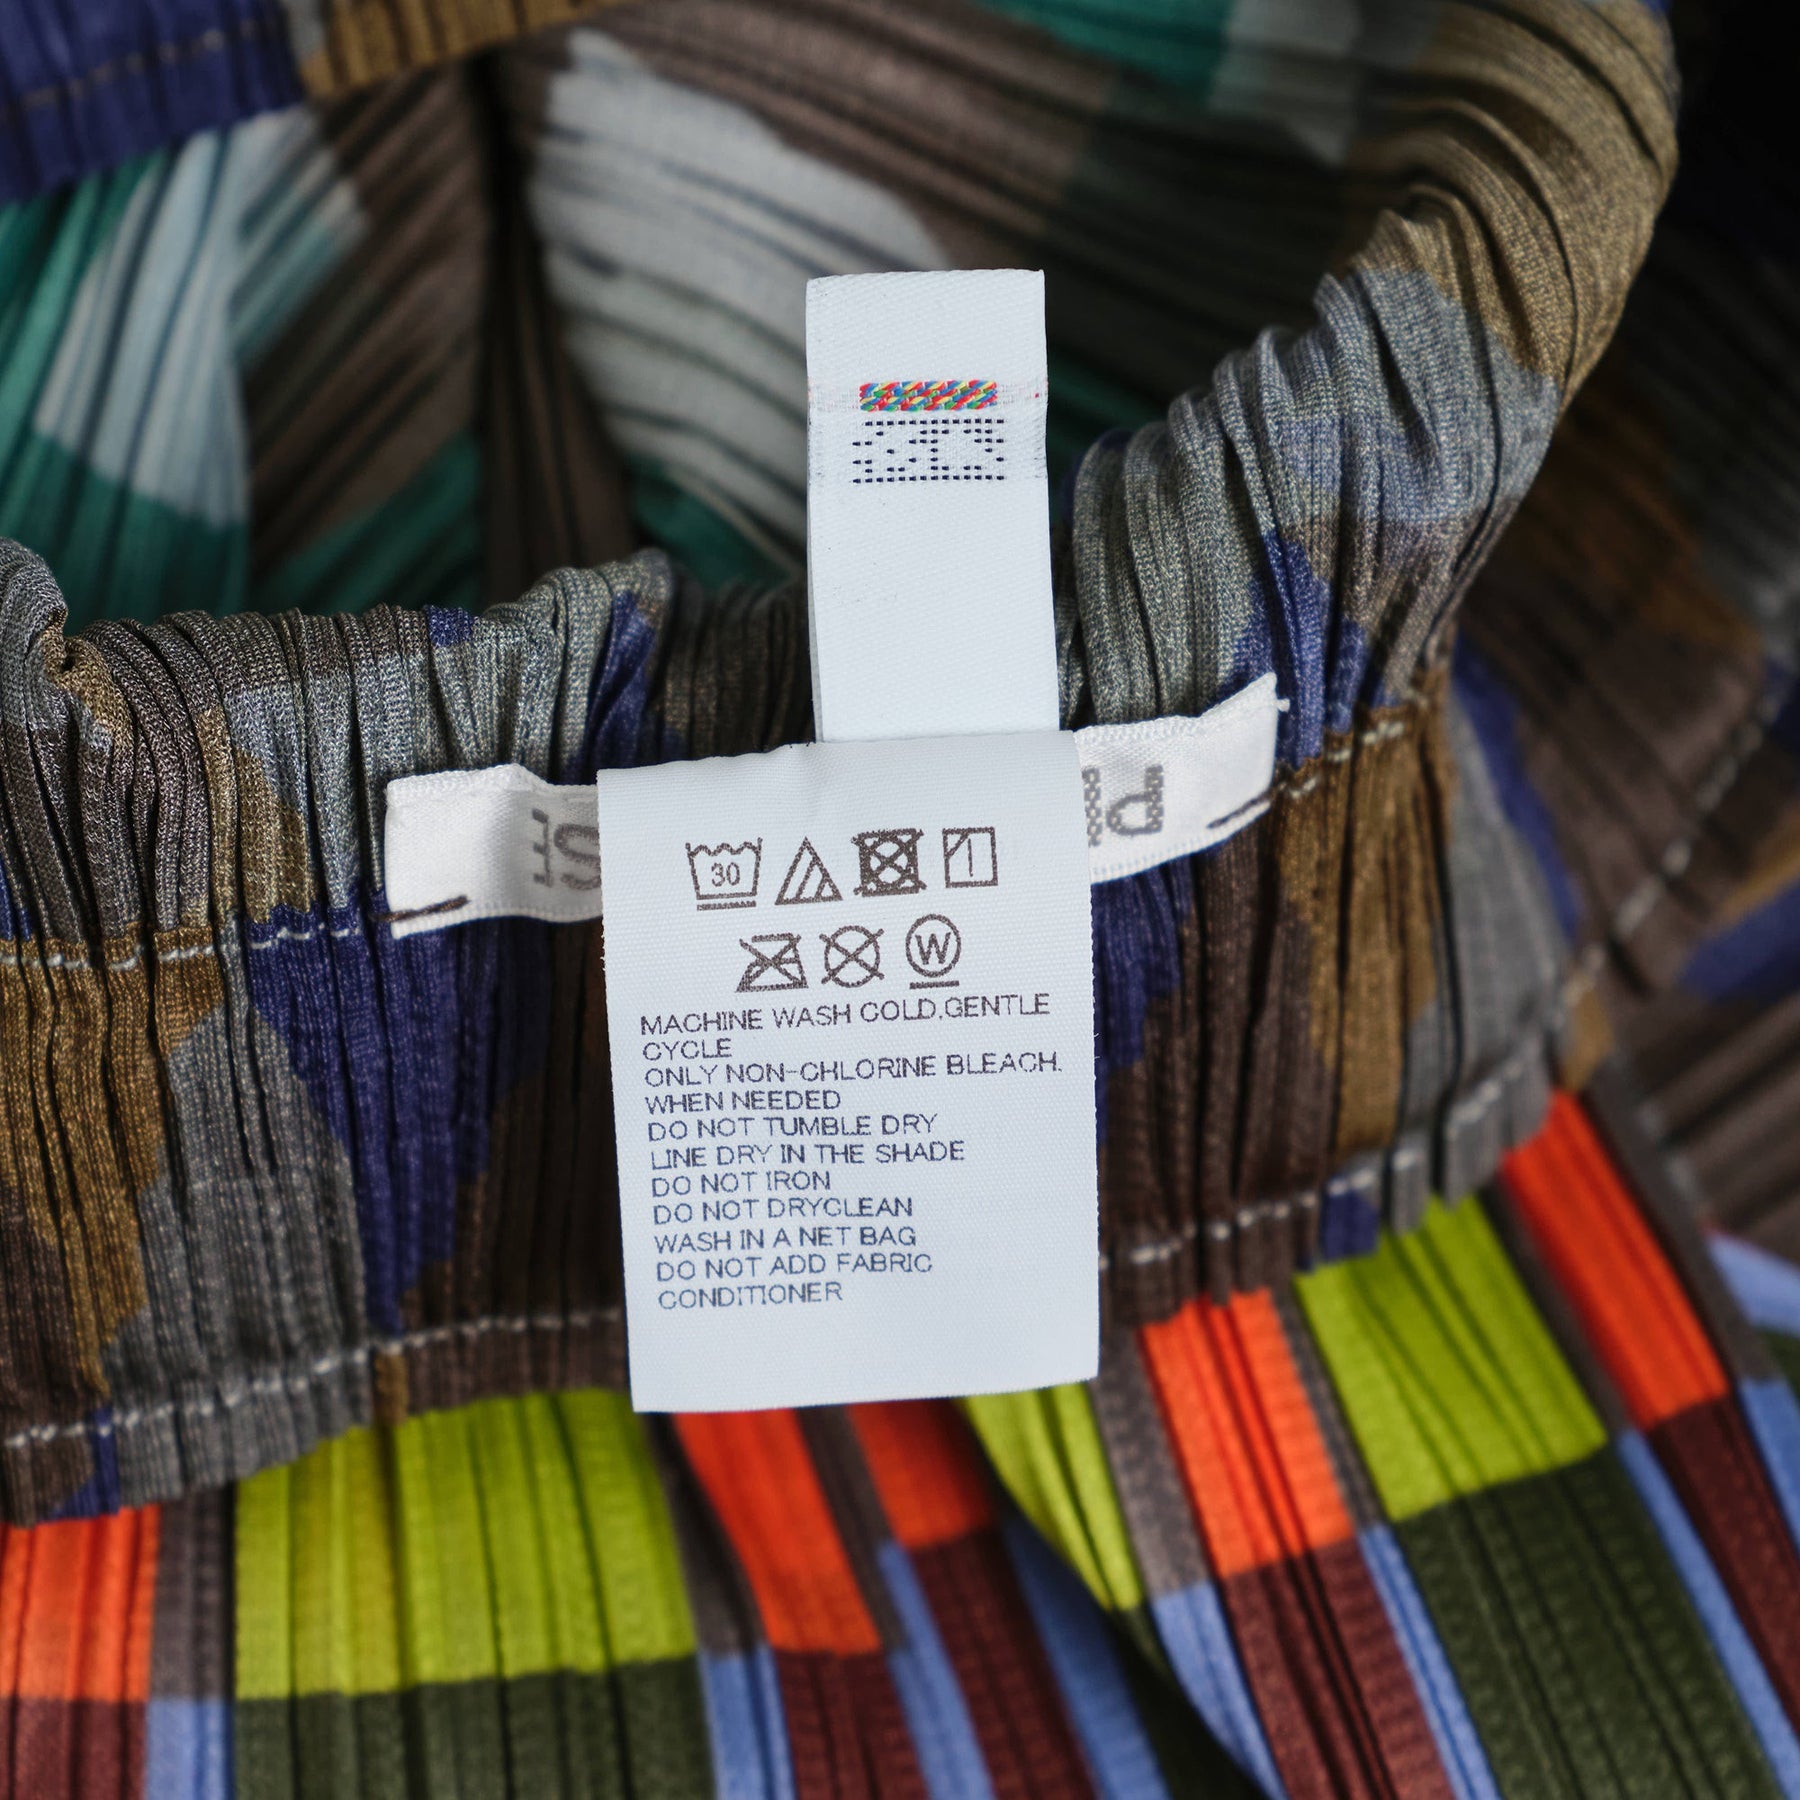 30
W
MACHINE WASH COLD.GENTLE
CYCLE
ONLY NON-CHLORINE BLEACH.
WHEN NEEDED
DO NOT TUMBLE DRY
LINE DRY IN THE SHADE
DO NOT IRON
DO NOT DRYCLEAN
WASH IN A NET BAG
DO NOT ADD FABRIC
CONDITIONER